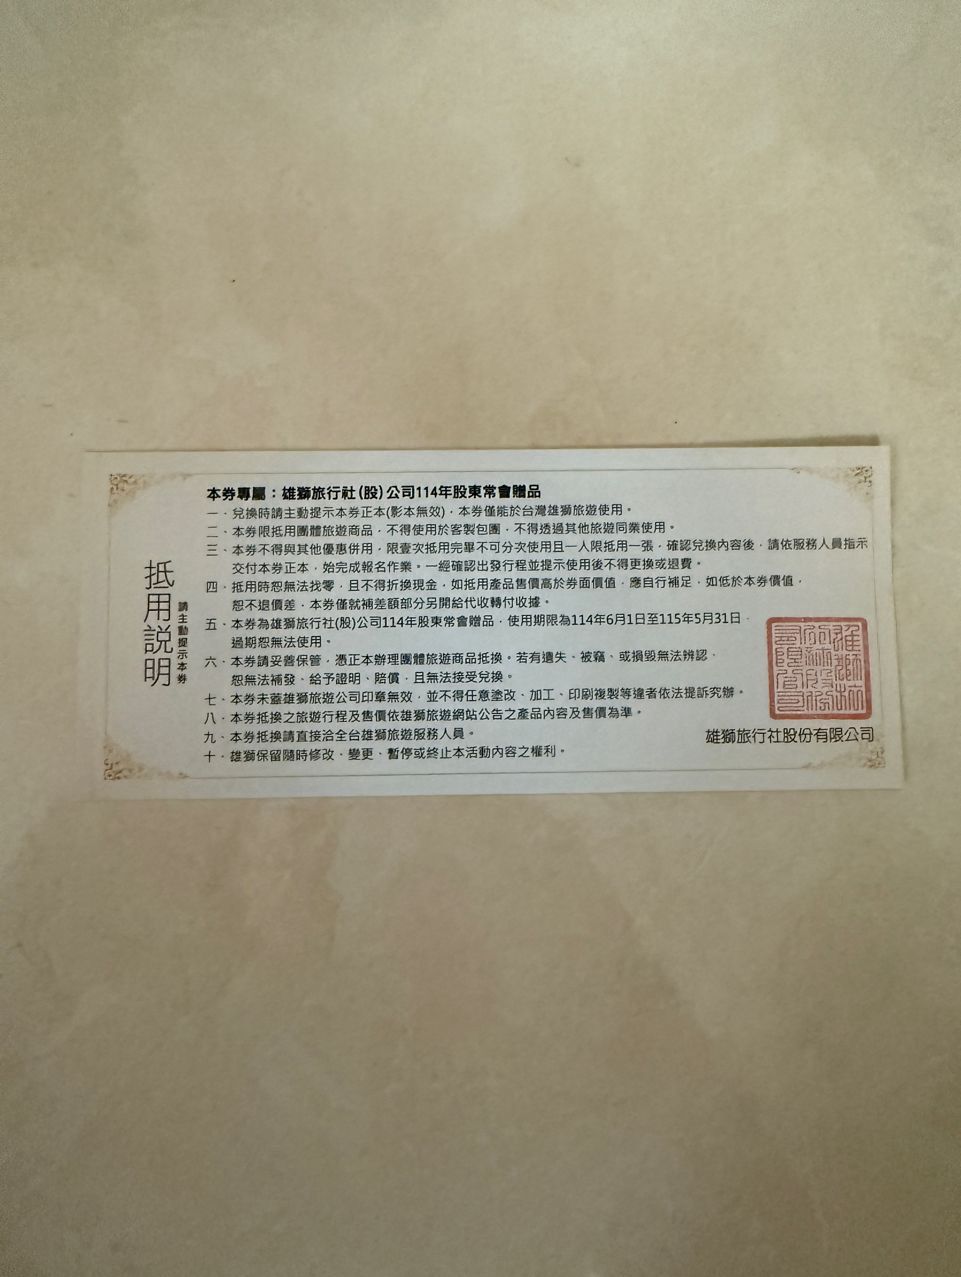 抵用説明
請主動提示本券
本券專屬：雄獅旅行社(股)公司114年股東常會贈品
一、兌換時請主動提示本券正本(影本無效)，本券僅能於台灣雄獅旅遊使用。
二、本券限抵用團體旅遊商品，不得使用於客製包團，不得透過其他旅遊同業使用。
三、本券不得與其他優惠併用，限壹次抵用完畢不可分次使用且一人限抵用一張，確認兌換內容後，請依服務人員指示
交付本券正本，始完成報名作業。一經確認出發行程並提示使用後不得更換或退費。
四、抵用時恕無法找零，且不得折換現金，如抵用產品售價高於券面價值，應自行補足，如低於本券價值，
恕不退價差，本券僅就補差額部分另開給代收轉付收據。
五、本券為雄獅旅行社(股)公司114年股東常會贈品，使用期限為114年6月1日至115年5月31日，
過期恕無法使用。
六、本券請妥善保管，憑正本辦理團體旅遊商品抵換。若有遺失、被竊、或損毀無法辨認、
恕無法補發、給予證明、賠償，且無法接受兌換。
七、本券未蓋雄獅旅遊公司印章無效，並不得任意塗改、加工、印刷複製等違者依法提訴究辦。
八、本券抵換之旅遊行程及售價依雄獅旅遊網站公告之產品內容及售價為準。
九、本券抵換請直接洽全台雄獅旅遊服務人員。
十、雄獅保留隨時修改、變更、暫停或終止本活動內容之權利。
雄獅旅行社股份有限公司